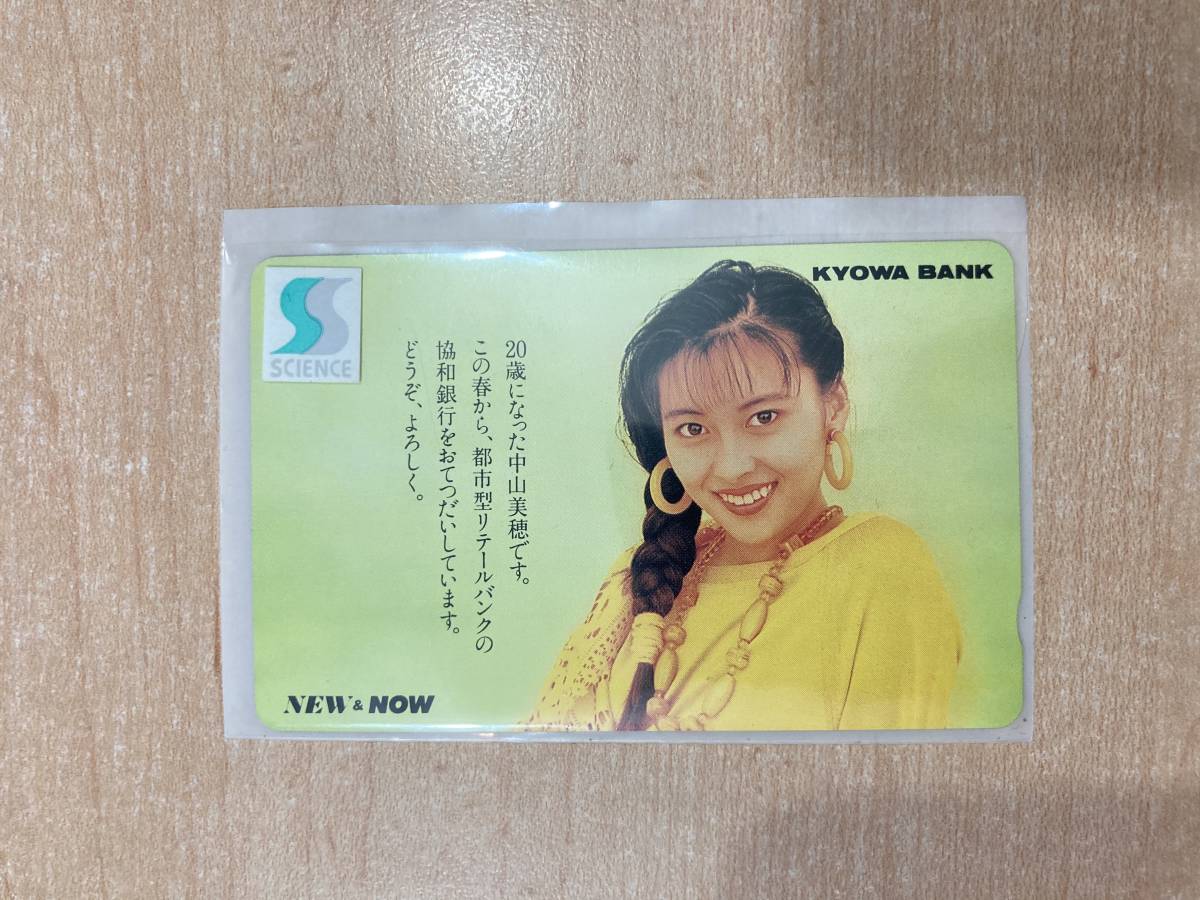 SCIENCE
KYOWA BANK
20歳になった中山美穂です。
この春から、都市型リテールバンクの
協和銀行をおてつだいしています。
どうぞ、よろしく。
NEW & NOW